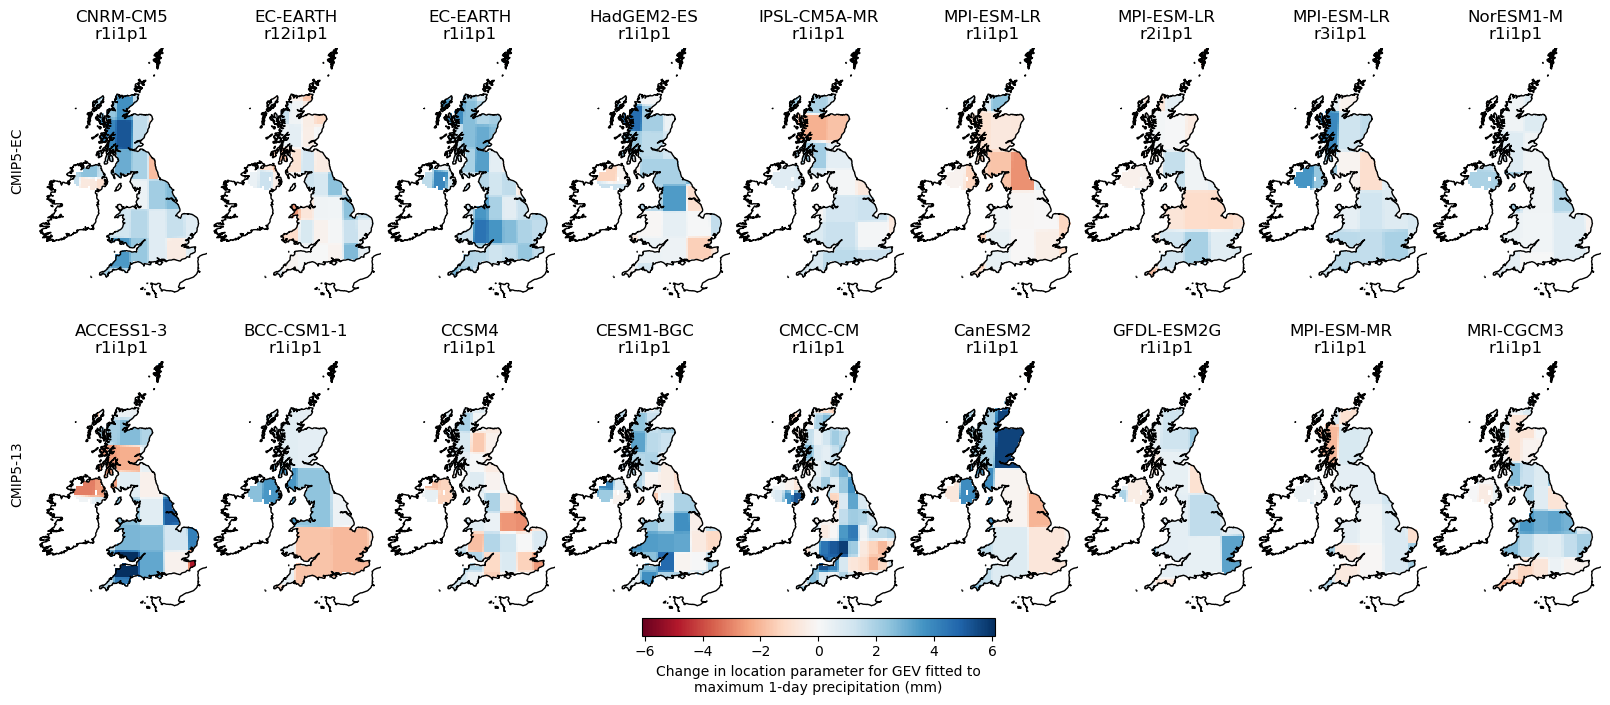 CNRM-CM5 EC-EARTH EC-EARTH HadGEM2-ES IPSL-CM5A-MR MPI-ESM-LR MPI-ESM-LR MPI-ESM-LR NorESM1-M
r1i1p1 r12i1p1 r1i1p1 r1i1p1 r1i1p1 r1i1p1 r2i1p1 r3i1p1 r1i1p1
CMIP5-EC
ACCESS1-3 BCC-CSM1-1 CCSM4 CESM1-BGC CMCC-CM CanESM2 GFDL-ESM2G MPI-ESM-MR MRI-CGCM3
r1i1p1 r1i1p1 r1i1p1 r1i1p1 r1i1p1 r1i1p1 r1i1p1 r1i1p1 r1i1p1
CMIP5-13
−6 −4 −2 0 2 4 6
Change in location parameter for GEV fitted to
maximum 1-day precipitation (mm)